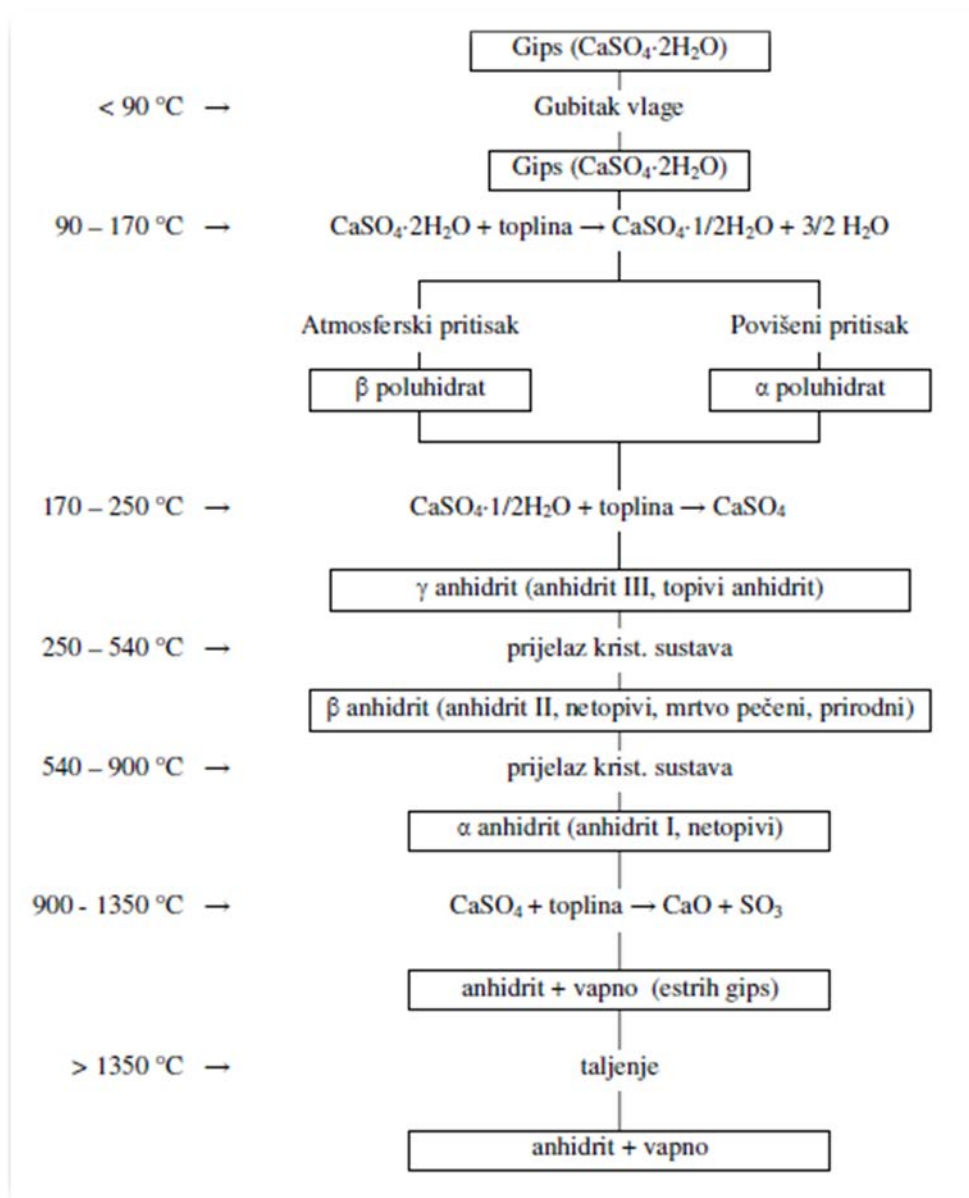 Gips (CaSO₄·2H₂O)
< 90 °C → Gubitak vlage
Gips (CaSO₄·2H₂O)
90 – 170 °C → CaSO₄·2H₂O + toplina → CaSO₄·1/2H₂O + 3/2 H₂O
Atmosferski pritisak Povišeni pritisak
β poluhidrat α poluhidrat
170 – 250 °C → CaSO₄·1/2H₂O + toplina → CaSO₄
γ anhidrit (anhidrit III, topivi anhidrit)
250 – 540 °C → prijelaz krist. sustava
β anhidrit (anhidrit II, netopivi, mrtvo pečeni, prirodni)
540 – 900 °C → prijelaz krist. sustava
α anhidrit (anhidrit I, netopivi)
900 - 1350 °C → CaSO₄ + toplina → CaO + SO₃
anhidrit + vapno (estrih gips)
> 1350 °C → taljenje
anhidrit + vapno